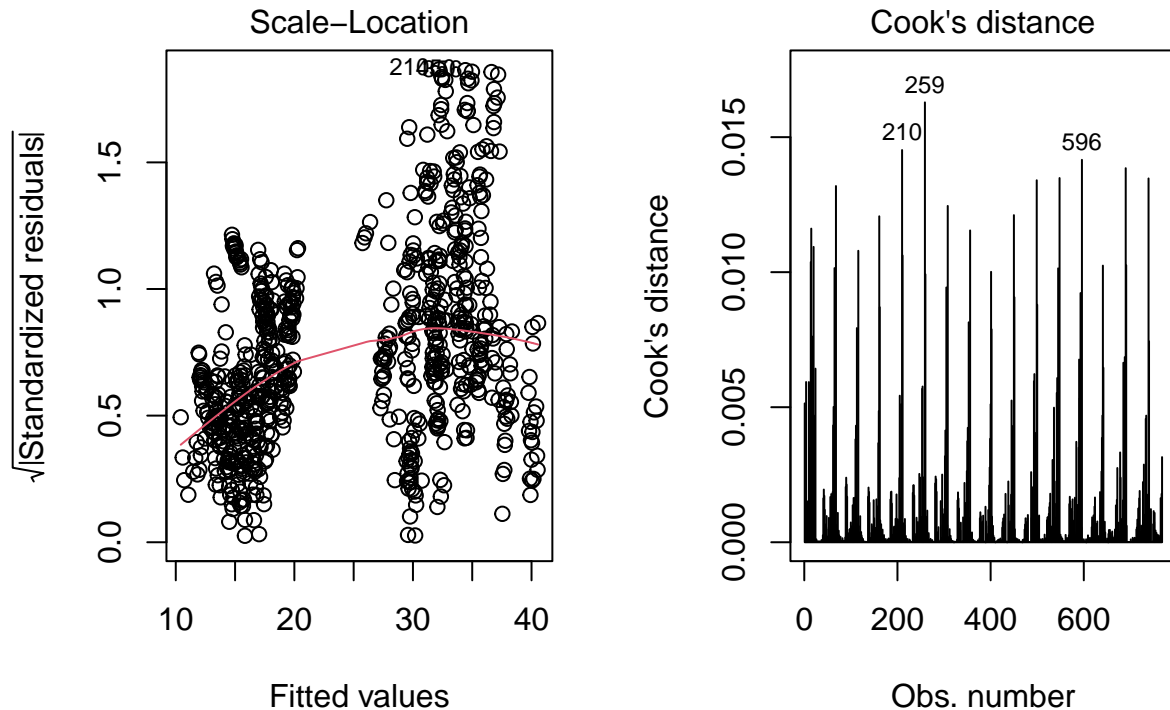 Scale−Location
√|Standardized residuals|
0.0 0.5 1.0 1.5
10 20 30 40
Fitted values
Cook's distance
Cook's distance
0.000 0.005 0.010 0.015
0 200 400 600
Obs. number
259
210
596